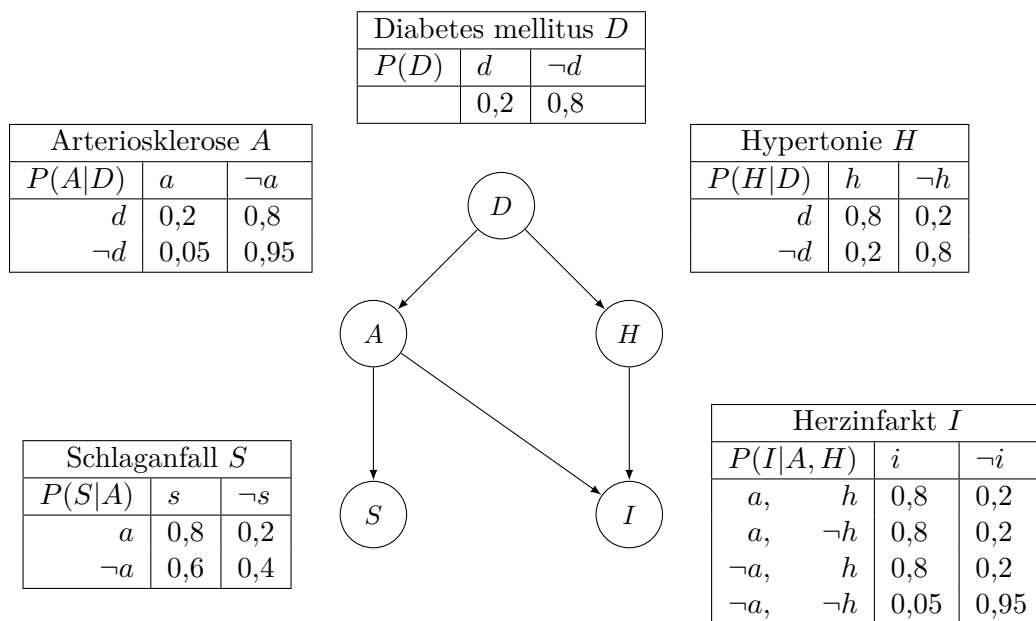 Diabetes mellitus D
P(D) d ¬d
0,2 0,8
Arteriosklerose A
P(A|D) a ¬a
d 0,2 0,8
¬d 0,05 0,95
Hypertonie H
P(H|D) h ¬h
d 0,8 0,2
¬d 0,2 0,8
D
A
H
Schlaganfall S
P(S|A) s ¬s
a 0,8 0,2
¬a 0,6 0,4
S
I
Herzinfarkt I
P(I|A, H) i ¬i
a, h 0,8 0,2
a, ¬h 0,8 0,2
¬a, h 0,8 0,2
¬a, ¬h 0,05 0,95